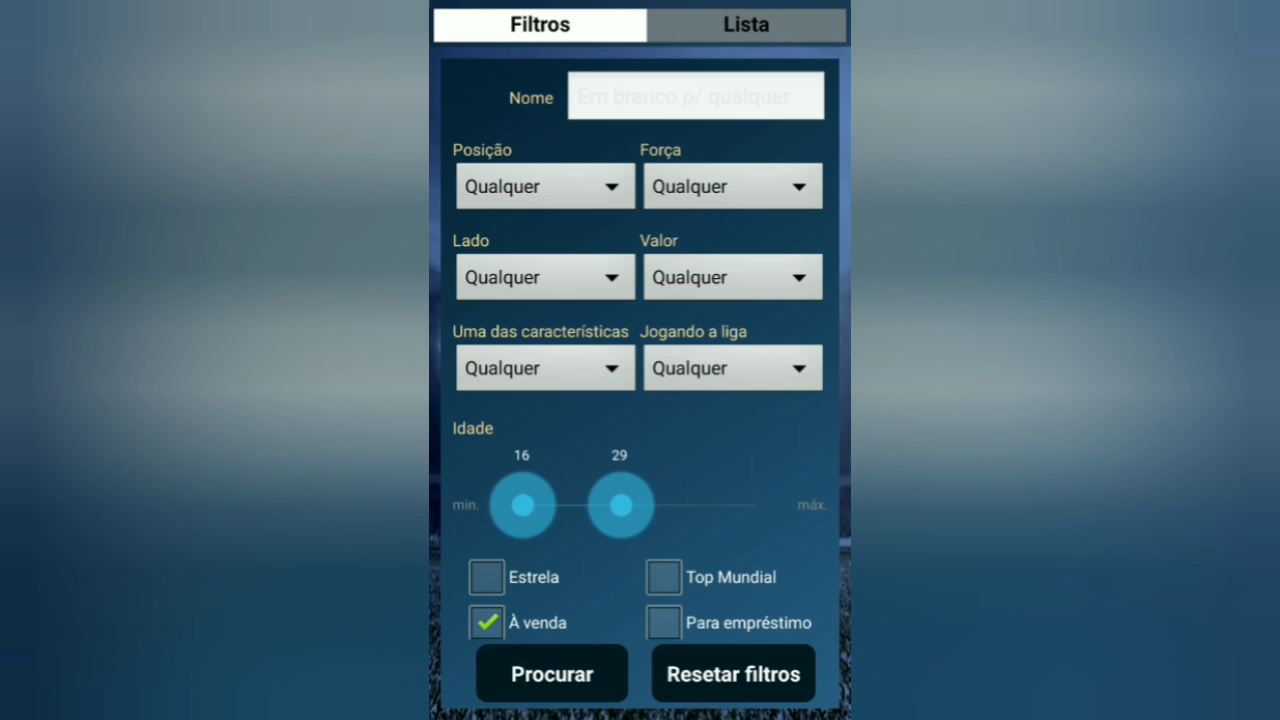 Filtros Lista
Nome Em branco p/ qualquer
Posição Força
Qualquer Qualquer
Lado Valor
Qualquer Qualquer
Uma das características Jogando a liga
Qualquer Qualquer
Idade
16 29
min. máx.
Estrela Top Mundial
À venda Para empréstimo
Procurar Resetar filtros